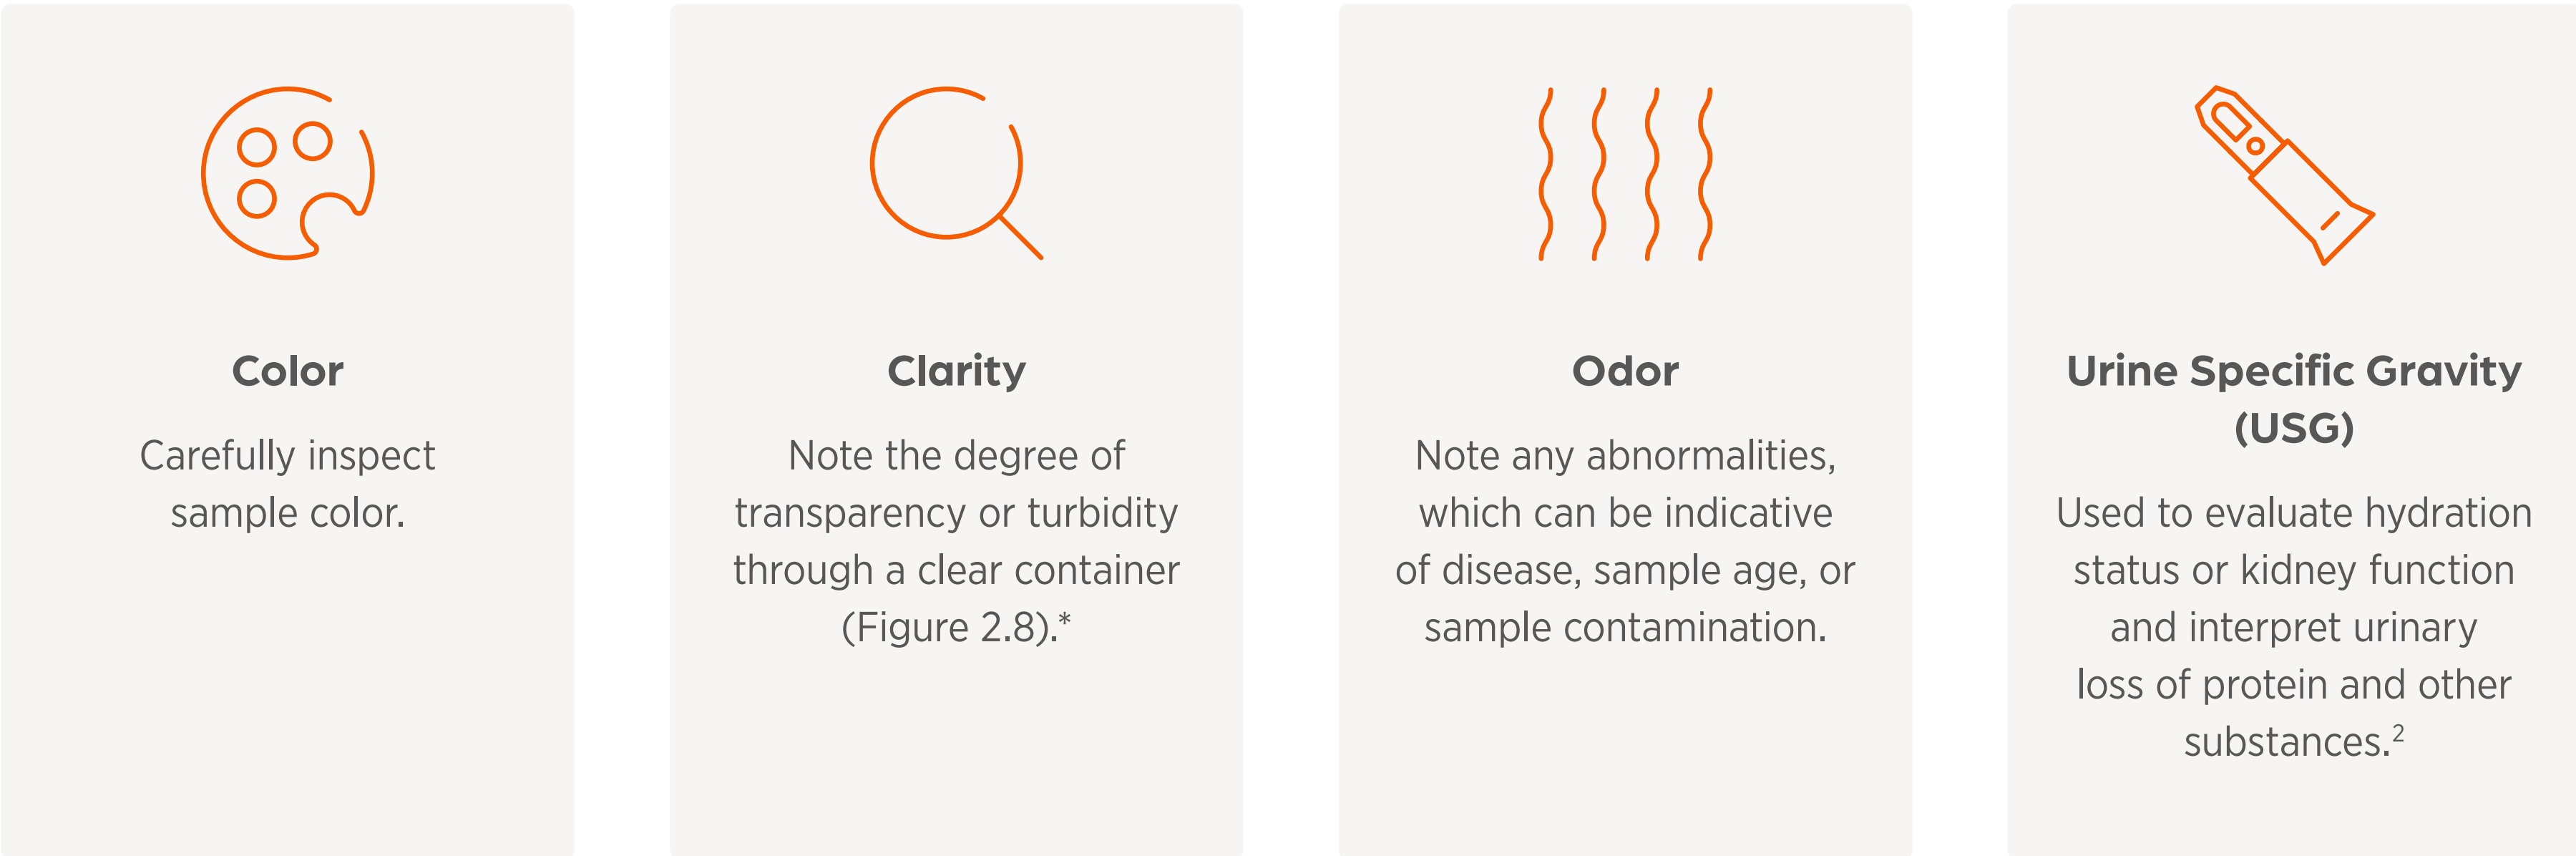 Color
Carefully inspect
sample color.
Clarity
Note the degree of
transparency or turbidity
through a clear container
(Figure 2.8).*
Odor
Note any abnormalities,
which can be indicative
of disease, sample age, or
sample contamination.
Urine Specific Gravity
(USG)
Used to evaluate hydration
status or kidney function
and interpret urinary
loss of protein and other
substances.²